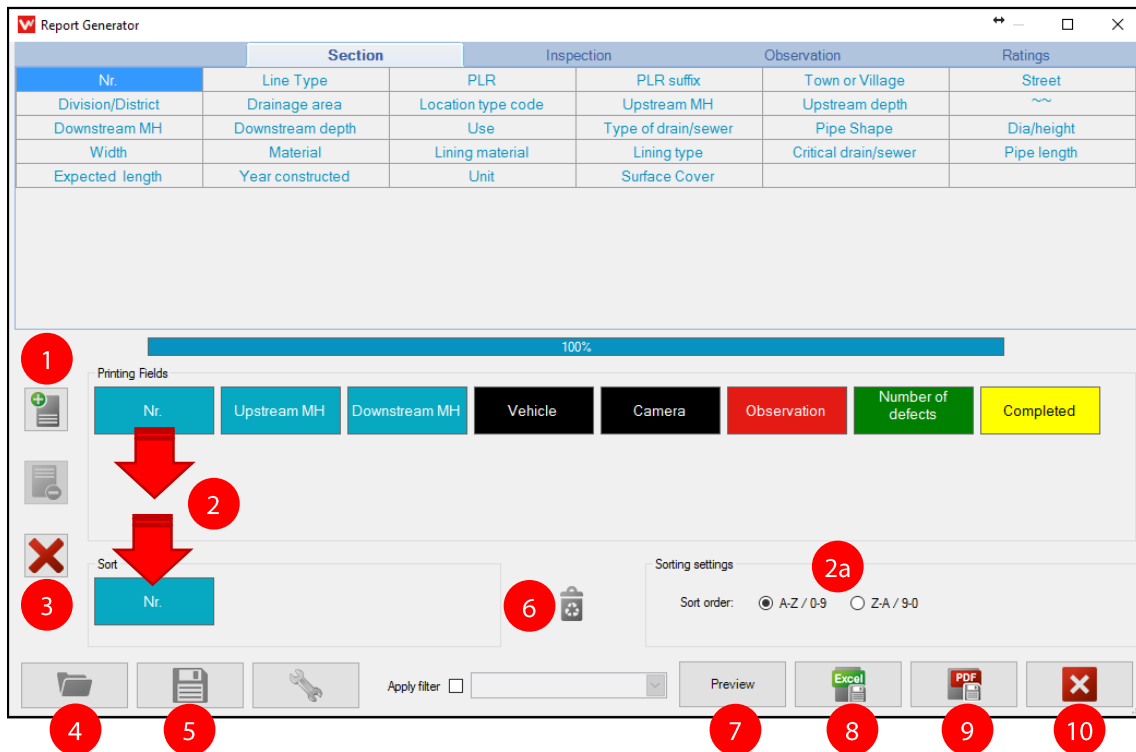 Report Generator
Section Inspection Observation Ratings
Nr. Line Type PLR PLR suffix Town or Village Street
Division/District Drainage area Location type code Upstream MH Upstream depth ~~
Downstream MH Downstream depth Use Type of drain/sewer Pipe Shape Dia/height
Width Material Lining material Lining type Critical drain/sewer Pipe length
Expected length Year constructed Unit Surface Cover
100%
1
Printing Fields
Nr. Upstream MH Downstream MH Vehicle Camera Observation Number of defects Completed
2
Sort
Sorting settings
2a
3
Nr.
6
Sort order: A-Z / 0-9 Z-A / 9-0
Apply filter
Preview
Excel
PDF
4 5 7 8 9 10